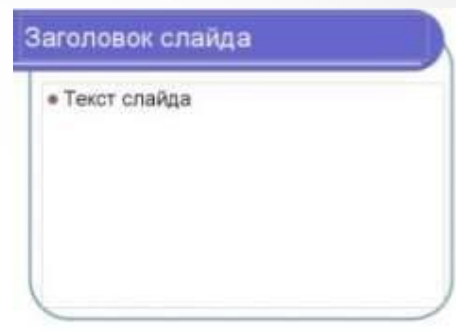 Заголовок слайда
• Текст слайда